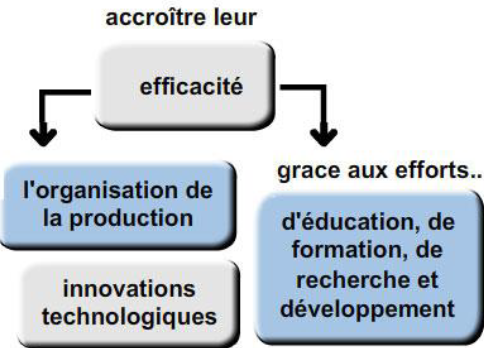 accroître leur
efficacité
l'organisation de
la production
innovations
technologiques
grace aux efforts..
d'éducation, de
formation, de
recherche et
développement